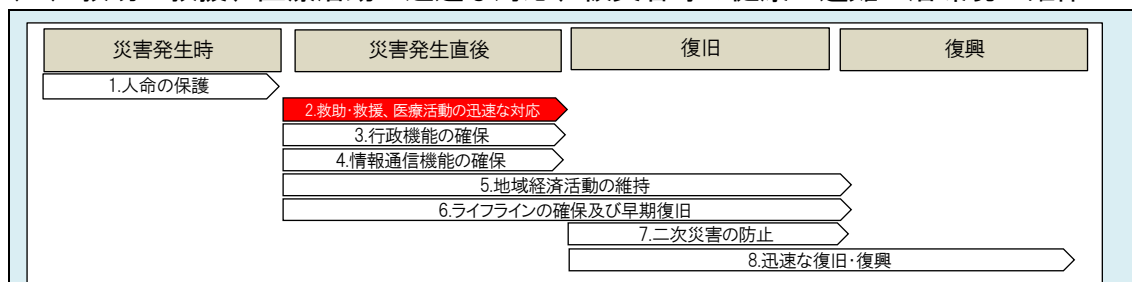 災害発生時 災害発生直後 復旧 復興
1.人命の保護
2.救助・救援、医療活動の迅速な対応
3.行政機能の確保
4.情報通信機能の確保
5.地域経済活動の維持
6.ライフラインの確保及び早期復旧
7.二次災害の防止
8.迅速な復旧・復興